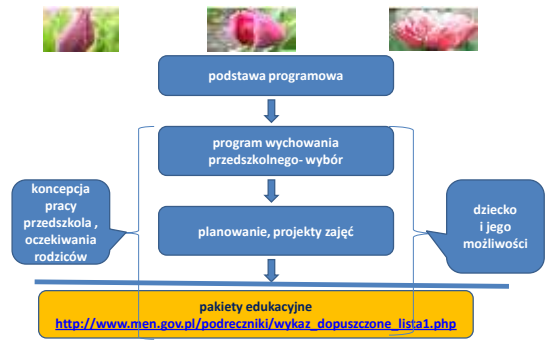 podstawa programowa
program wychowania
przedszkolnego- wybór
koncepcja
pracy
przedszkola ,
oczekiwania
rodziców
planowanie, projekty zajęć
dziecko
i jego
możliwości
pakiety edukacyjne
http://www.men.gov.pl/podreczniki/wykaz_dopuszczone_lista1.php